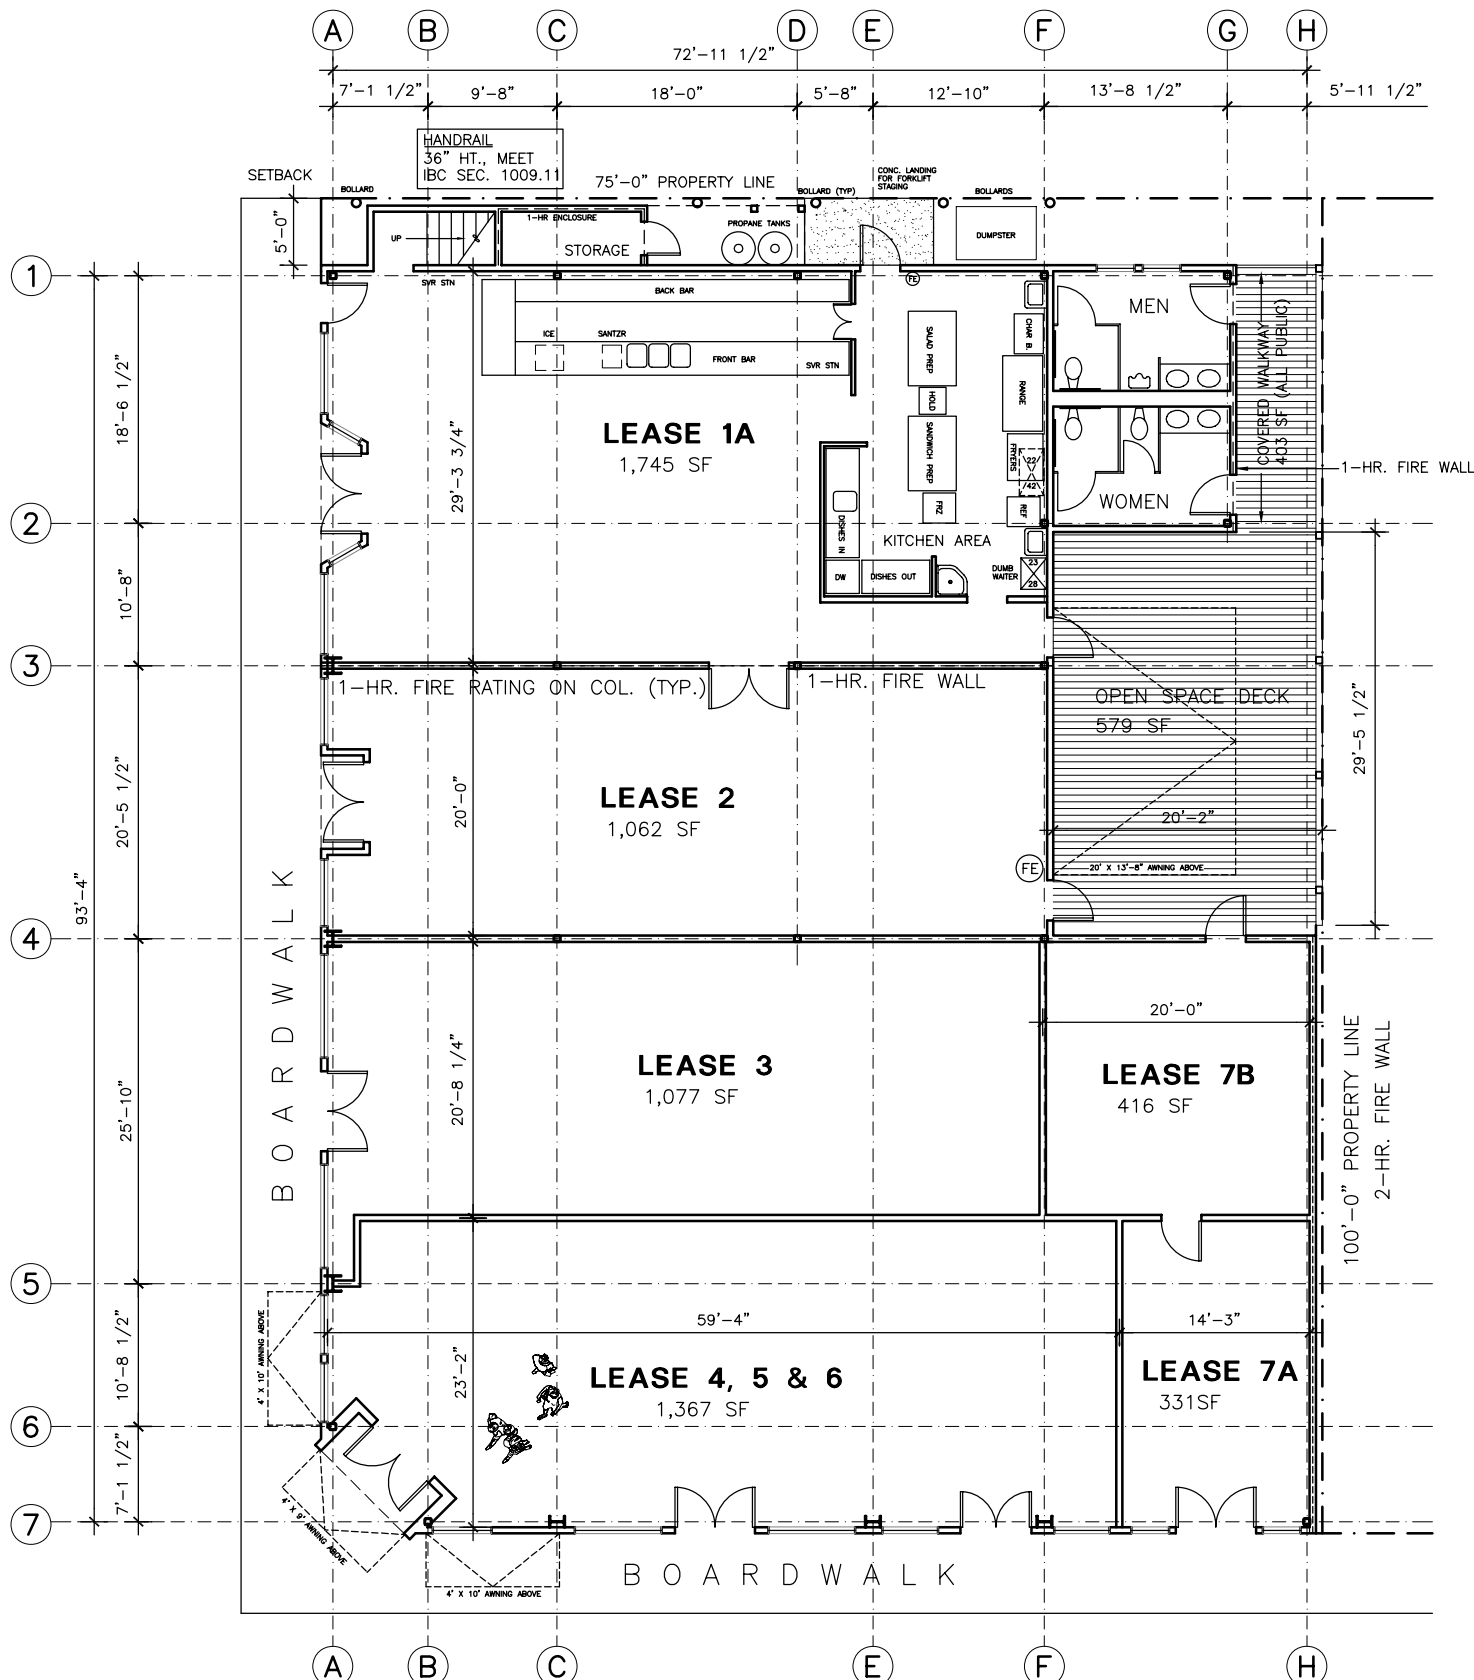 A B C D E F G H
72'-11 1/2"
7'-1 1/2" 9'-8" 18'-0" 5'-8" 12'-10" 13'-8 1/2" 5'-11 1/2"
HANDRAIL
36" HT., MEET
IBC SEC. 1009.11
SETBACK
5'-0"
BOLLARD
75'-0" PROPERTY LINE
BOLLARD (TYP)
CONC. LANDING
FOR FORKLIFT
STAGING
BOLLARDS
1-HR ENCLOSURE
STORAGE
UP
PROPANE TANKS
DUMPSTER
1
SVR STN
BACK BAR
FE
ICE
SANTZR
FRONT BAR
SVR STN
SALAD PREP
HOLD
SANDWICH PREP
FRZ
CHAR B.
RANGE
FRYERS
22
42
REF
MEN
WOMEN
COVERED WALKWAY
403 SF (ALL PUBLIC)
1-HR. FIRE WALL
18'-6 1/2"
29'-3 3/4"
LEASE 1A
1,745 SF
2
KITCHEN AREA
DISHES IN
DW
DISHES OUT
DUMB
WAITER
23
28
10'-8"
3
1-HR. FIRE RATING ON COL. (TYP.)
1-HR. FIRE WALL
OPEN SPACE DECK
579 SF
29'-5 1/2"
20'-2"
20' X 13'-8" AWNING ABOVE
LEASE 2
1,062 SF
20'-5 1/2"
20'-0"
FE
93'-4"
BOARDWALK
4
LEASE 3
1,077 SF
25'-10"
20'-8 1/4"
20'-0"
LEASE 7B
416 SF
100'-0" PROPERTY LINE
2-HR. FIRE WALL
5
59'-4"
14'-3"
4' X 10' AWNING ABOVE
10'-8 1/2"
23'-2"
LEASE 4, 5 & 6
1,367 SF
LEASE 7A
331SF
6
7'-1 1/2"
4' X 9' AWNING ABOVE
7
4' X 10' AWNING ABOVE
BOARDWALK
A B C E F H